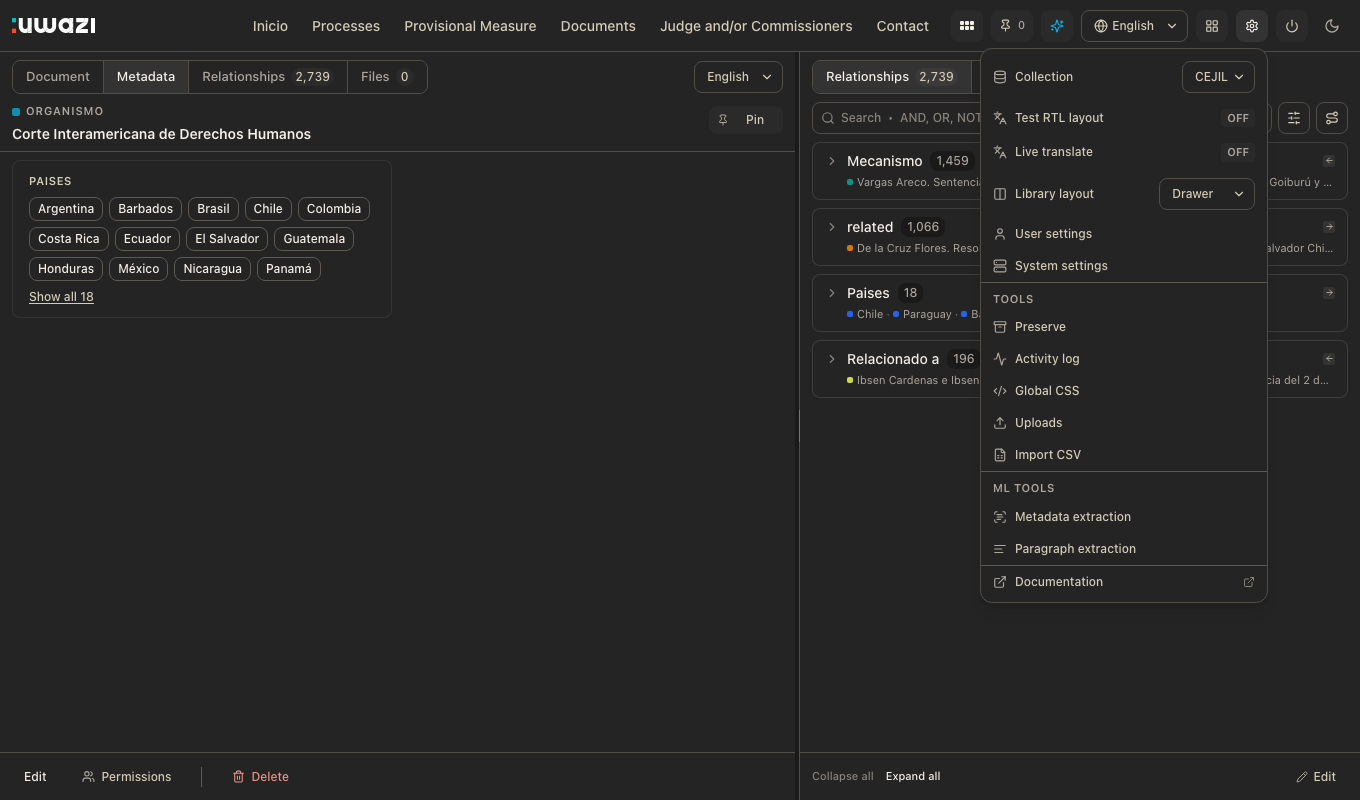 :uwazi
Inicio
Processes
Provisional Measure
Documents
Judge and/or Commissioners
Contact
0
English
Document
Metadata
Relationships 2,739
Files 0
English
ORGANISMO
Corte Interamericana de Derechos Humanos
Pin
PAISES
Argentina Barbados Brasil Chile Colombia
Costa Rica Ecuador El Salvador Guatemala
Honduras México Nicaragua Panamá
Show all 18
Edit
Permissions
Delete
Relationships 2,739
Search • AND, OR, NOT
Mecanismo 1,459
Vargas Areco. Sentencia
Goiburú y ...
related 1,066
De la Cruz Flores. Reso
alvador Chi...
Paises 18
Chile · Paraguay ·
Relacionado a 196
Ibsen Cardenas e Ibsen
cia del 2 d...
Collapse all
Expand all
Edit
Collection
CEJIL
Test RTL layout
OFF
Live translate
OFF
Library layout
Drawer
User settings
System settings
TOOLS
Preserve
Activity log
Global CSS
Uploads
Import CSV
ML TOOLS
Metadata extraction
Paragraph extraction
Documentation